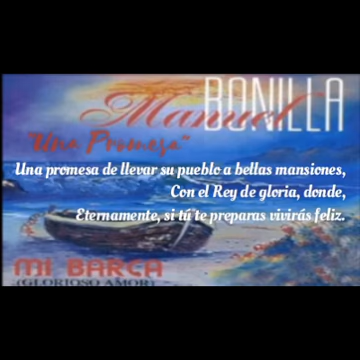 BONILLA
Manuel
"Una Promesa"
Una promesa de llevar su pueblo a bellas mansiones,
Con el Rey de gloria, donde,
Eternamente, si tú te preparas vivirás feliz.
MI BARCA
(GLORIOSO AMOR)